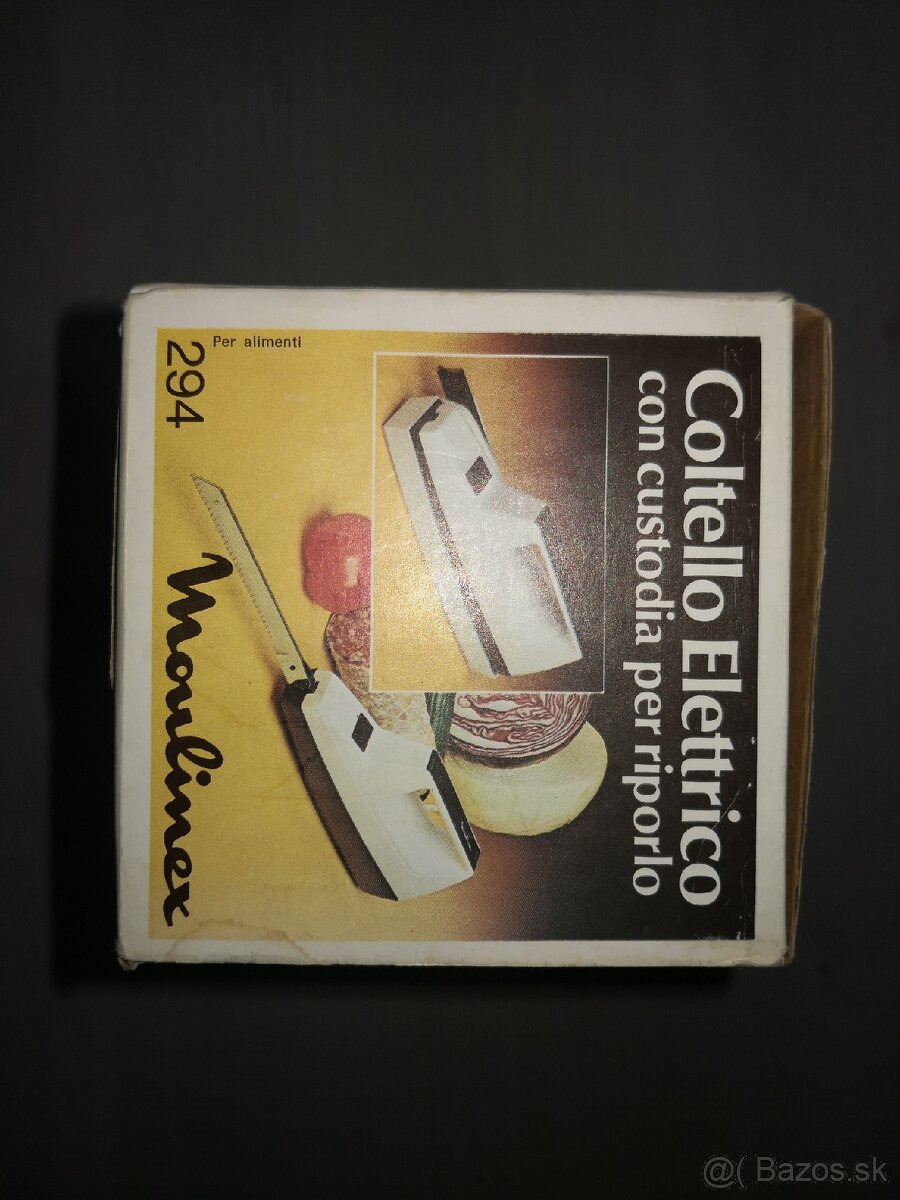 Coltello Elettrico
con custodia per riporlo
Per alimenti
294
Moulinex
@( Bazos.sk